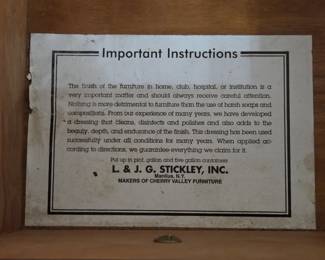 Important Instructions
The finish of the furniture in home, club, hospital, or institution is a
very important matter and should always receive careful attention.
Nothing is more detrimental to furniture than the use of harsh soaps and
compositions. From our experience of many years, we have developed
a dressing that cleans, disinfects and polishes and also adds to the
beauty, depth, and endurance of the finish. This dressing has been used
successfully under all conditions for many years. When applied ac-
cording to directions, we guarantee everything we claim for it.
Put up in pint, gallon and five gallon containers
L. & J. G. STICKLEY, INC.
Manlius, N.Y.
MAKERS OF CHERRY VALLEY FURNITURE